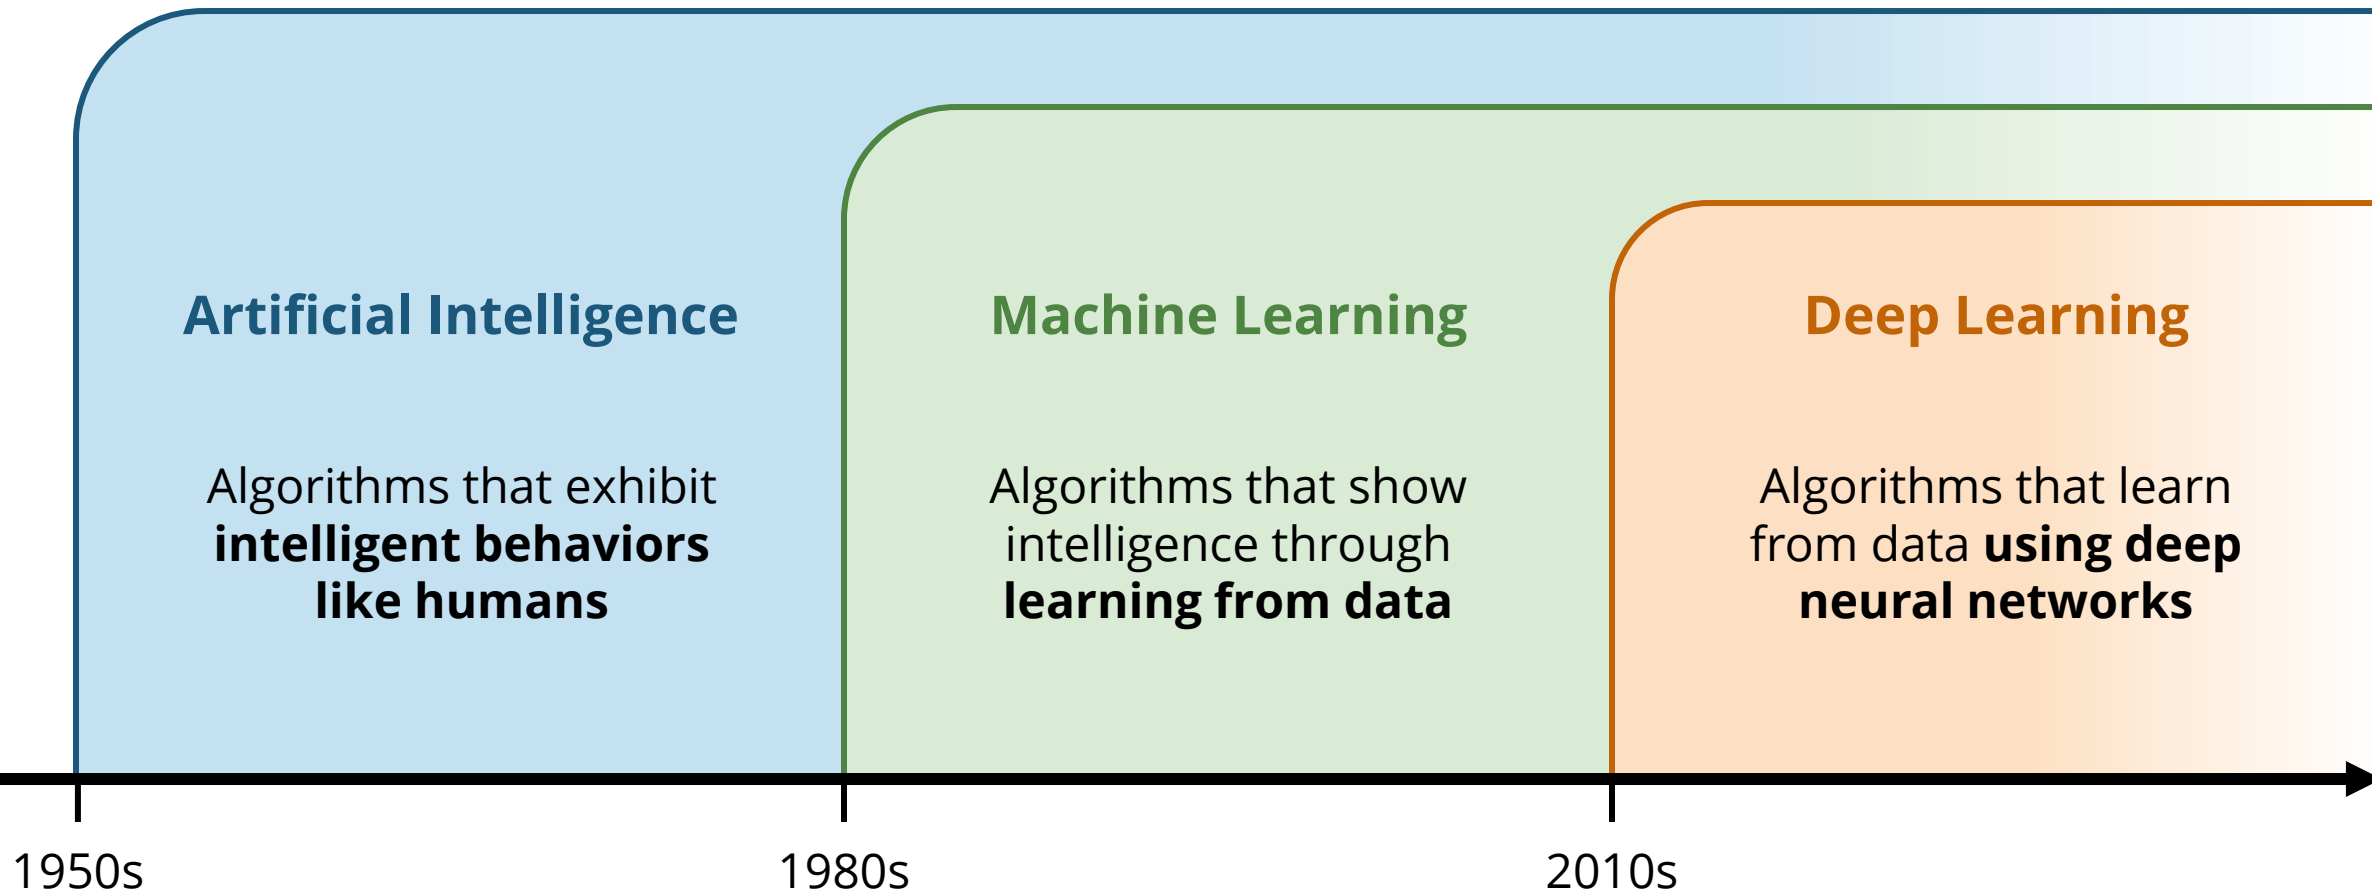 Artificial Intelligence
Algorithms that exhibit
intelligent behaviors
like humans
Machine Learning
Algorithms that show
intelligence through
learning from data
Deep Learning
Algorithms that learn
from data using deep
neural networks
1950s
1980s
2010s